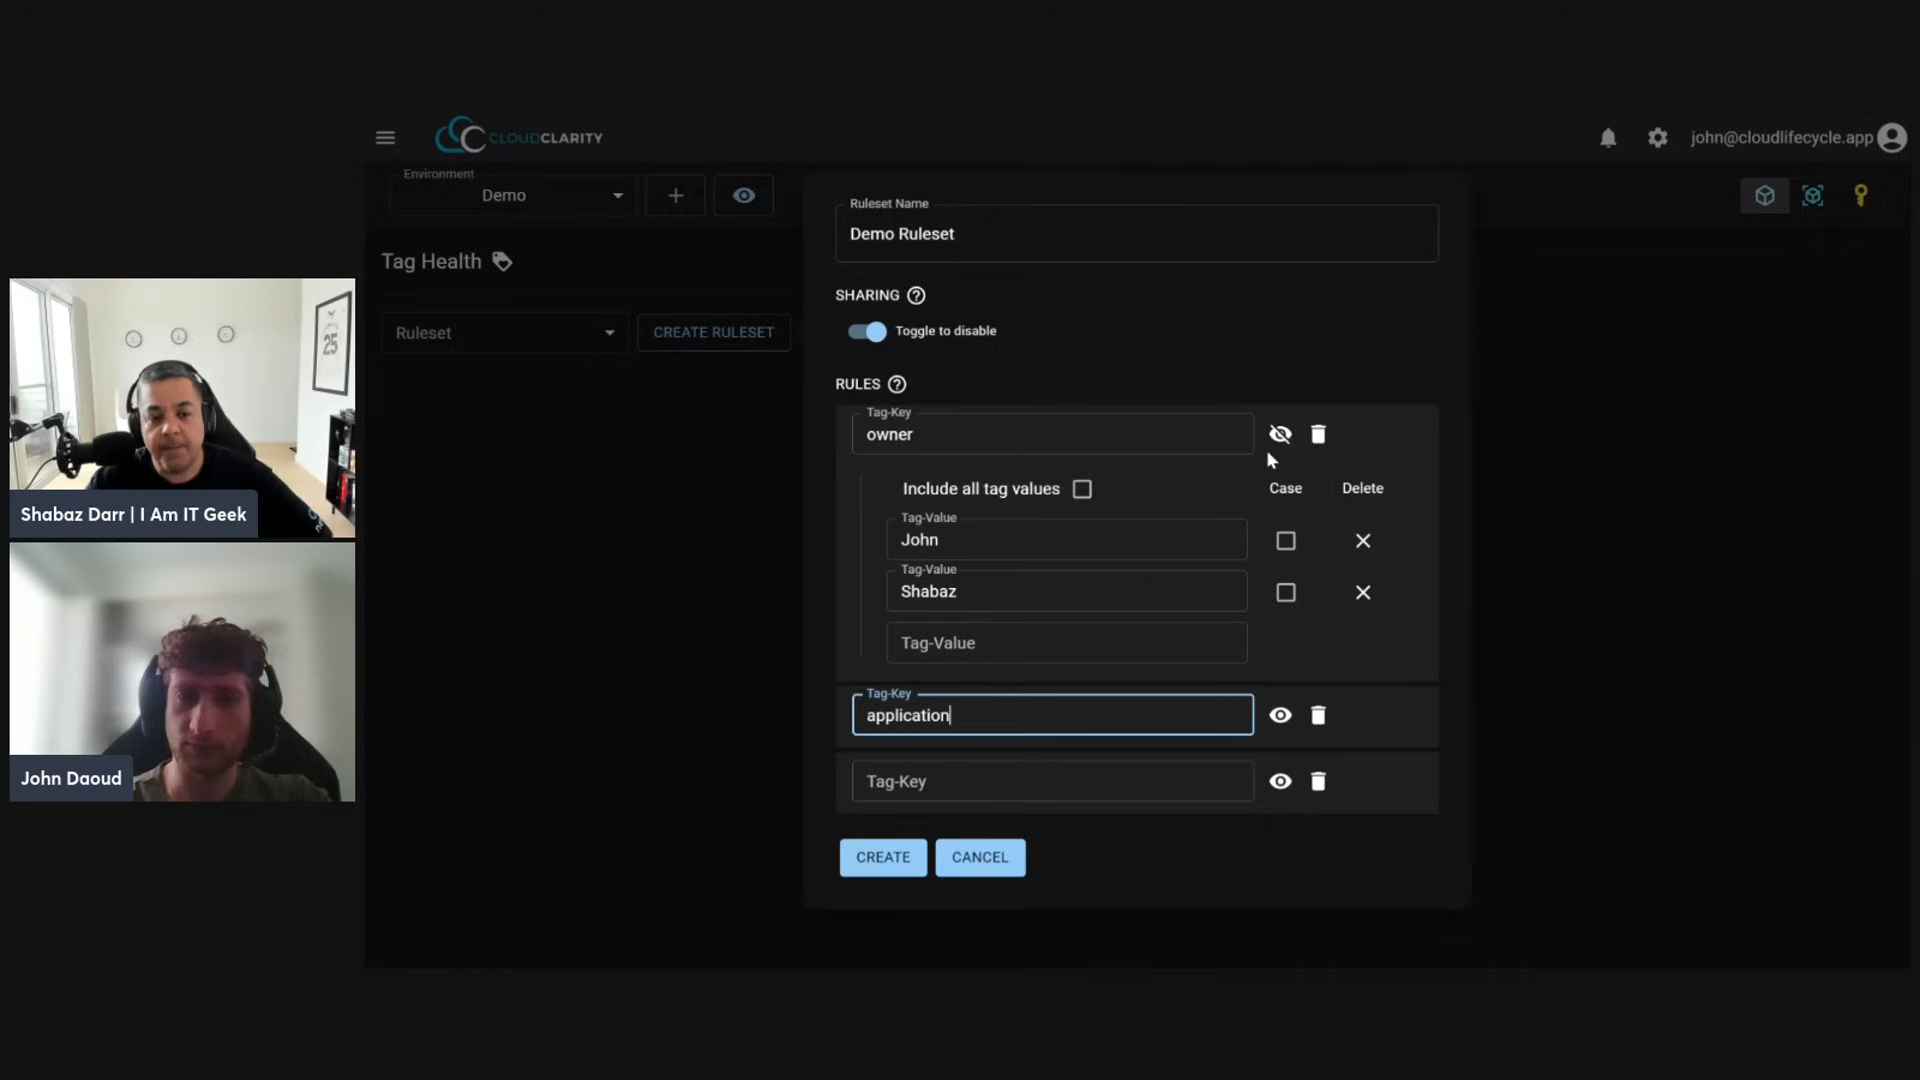 CLOUDCLARITY
john@cloudlifecycle.app
Environment
Demo
Tag Health
Ruleset
CREATE RULESET
Ruleset Name
Demo Ruleset
SHARING
Toggle to disable
RULES
Tag-Key
owner
Include all tag values
Case
Delete
Tag-Value
John
Tag-Value
Shabaz
Tag-Value
Tag-Key
application
Tag-Key
CREATE
CANCEL
25
Shabaz Darr | I Am IT Geek
John Daoud